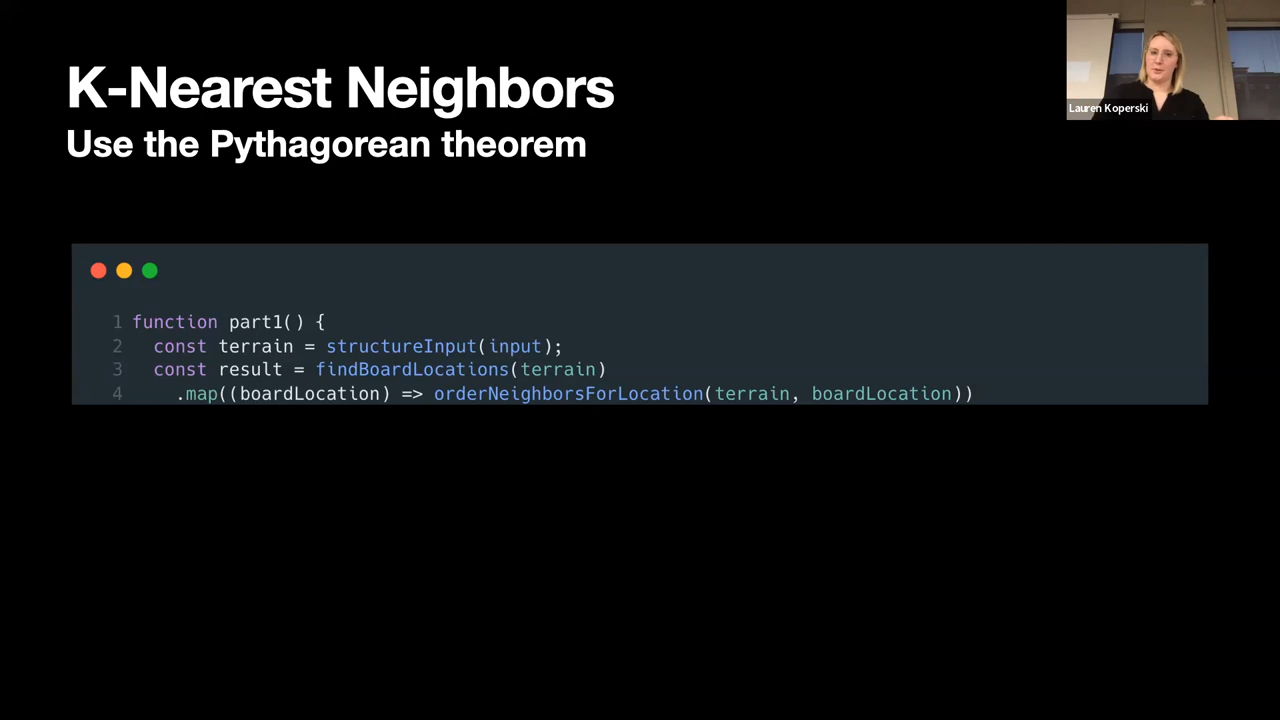 K-Nearest Neighbors
Use the Pythagorean theorem
Lauren Koperski
1 function part1() {
2 const terrain = structureInput(input);
3 const result = findBoardLocations(terrain)
4 .map((boardLocation) => orderNeighborsForLocation(terrain, boardLocation))